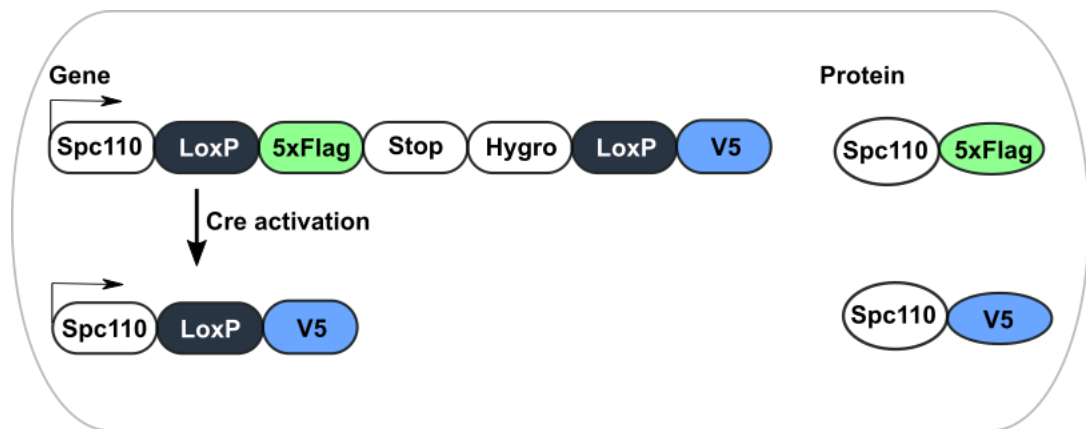 Gene Protein
Spc110 LoxP 5xFlag Stop Hygro LoxP V5 Spc110 5xFlag
Cre activation
Spc110 LoxP V5 Spc110 V5